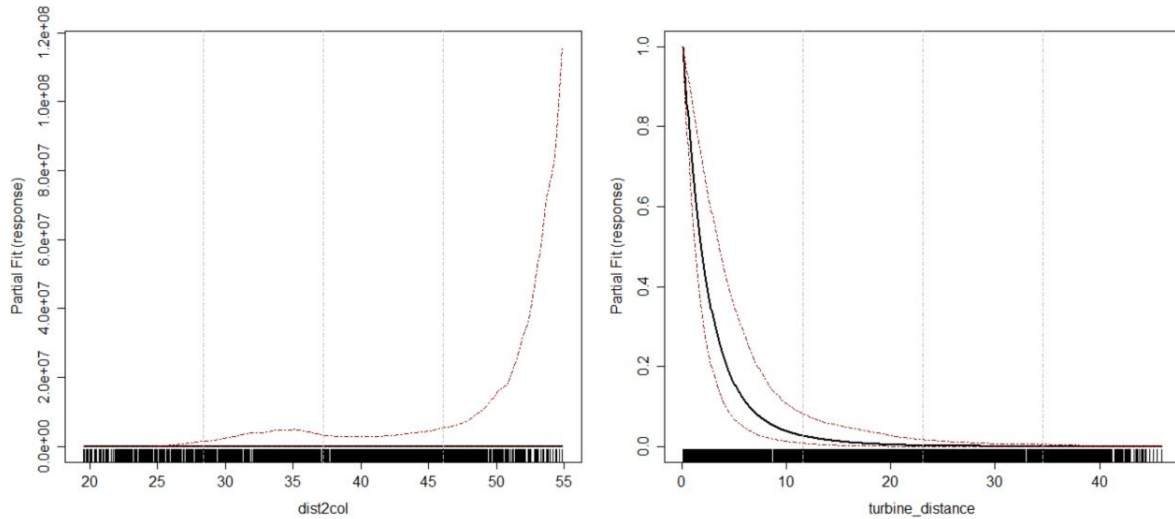 Partial Fit (response)
0.0e+00 2.0e+07 4.0e+07 6.0e+07 8.0e+07 1.0e+08 1.2e+08
20 25 30 35 40 45 50 55
dist2col
Partial Fit (response)
0.0 0.2 0.4 0.6 0.8 1.0
0 10 20 30 40
turbine_distance